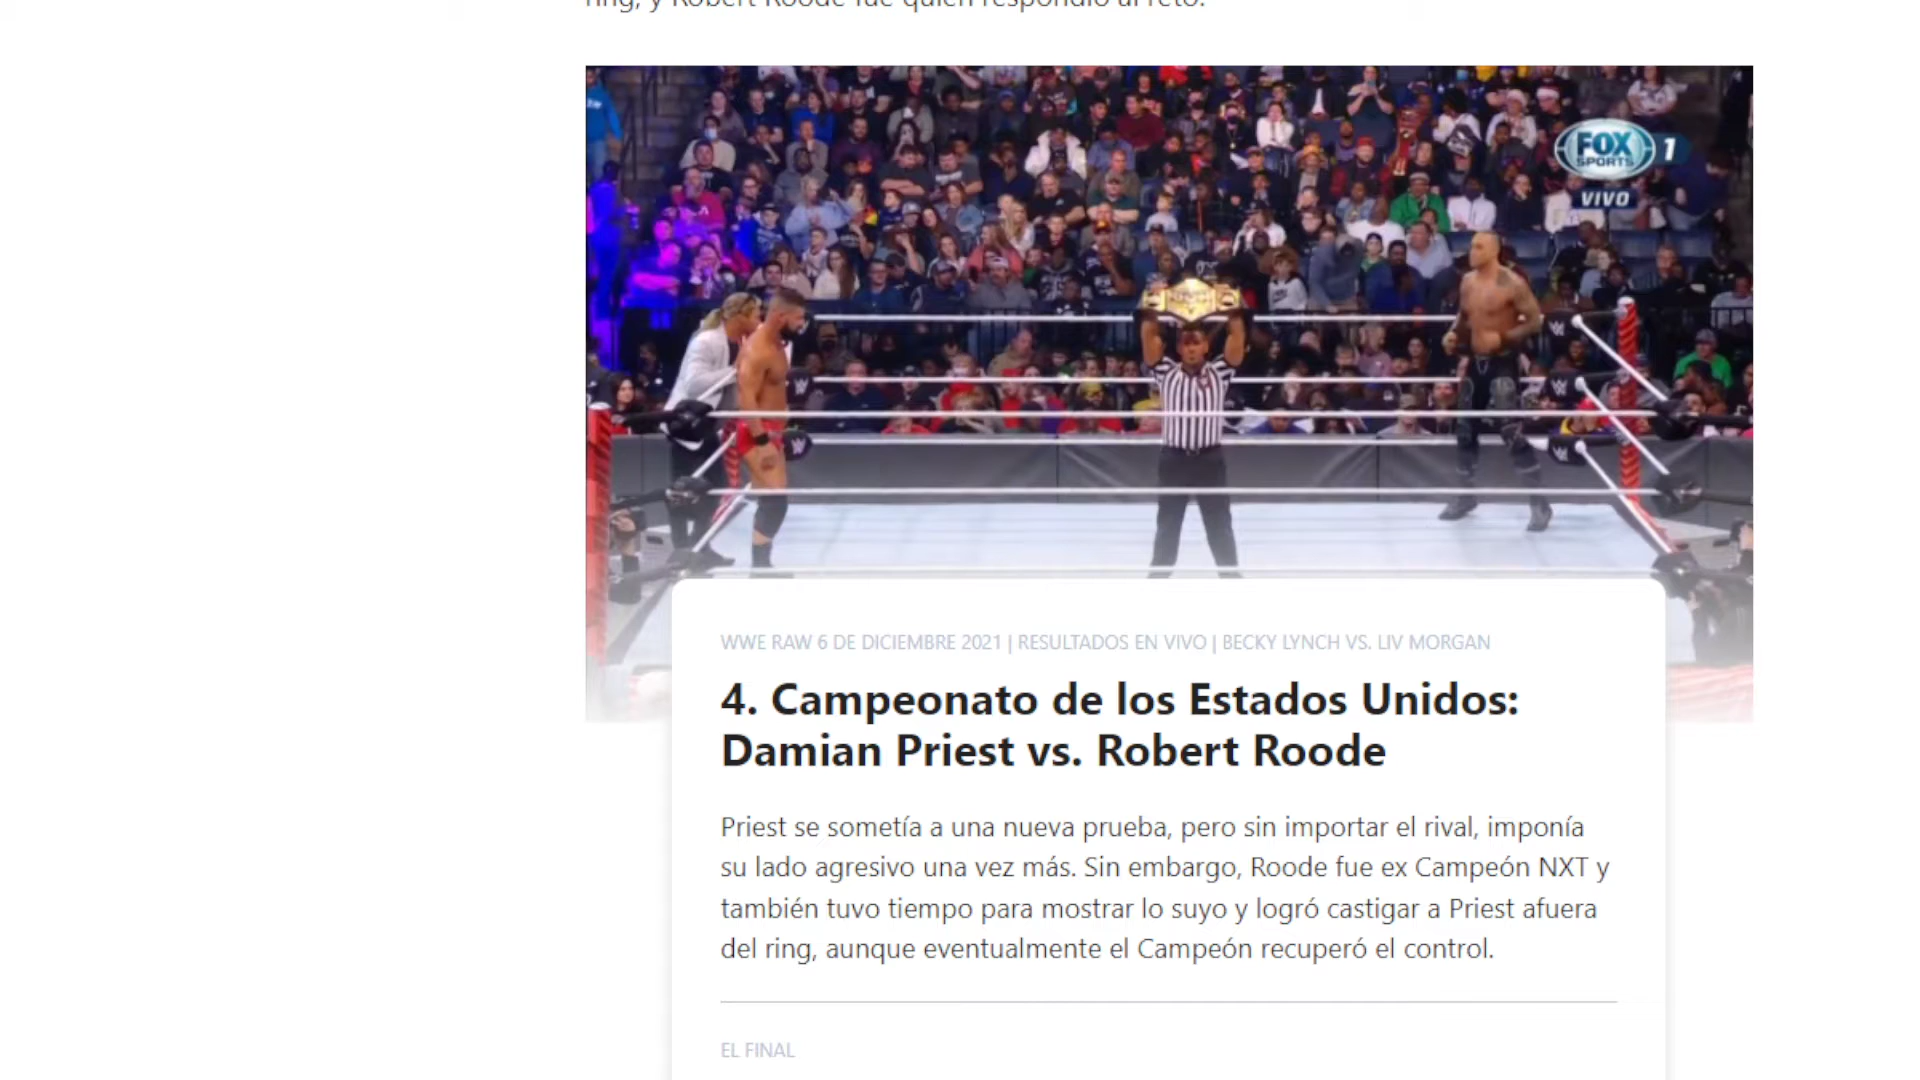 ring, y Robert Roode fue quien respondió al reto.
FOX SPORTS 1
VIVO
WWE RAW 6 DE DICIEMBRE 2021 | RESULTADOS EN VIVO | BECKY LYNCH VS. LIV MORGAN
4. Campeonato de los Estados Unidos:
Damian Priest vs. Robert Roode
Priest se sometía a una nueva prueba, pero sin importar el rival, imponía
su lado agresivo una vez más. Sin embargo, Roode fue ex Campeón NXT y
también tuvo tiempo para mostrar lo suyo y logró castigar a Priest afuera
del ring, aunque eventualmente el Campeón recuperó el control.
EL FINAL